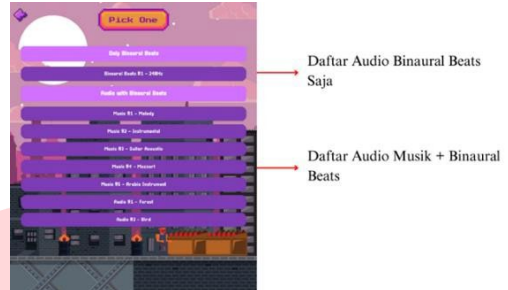 Pick One
Only Binaural Beats
Binaural Beats #1 - 240Hz
Audio with Binaural Beats
Music #1 - Melody
Music #2 - Instrumental
Music #3 - Guitar Acoustic
Music #4 - Mozzart
Music #5 - Arabic Instrument
Audio #1 - Forest
Audio #2 - Bird
Daftar Audio Binaural Beats
Saja
Daftar Audio Musik + Binaural
Beats